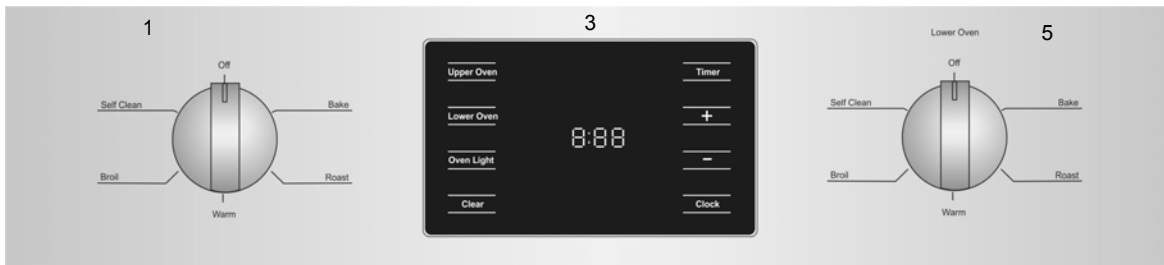 1
Off
Self Clean
Bake
Broil
Roast
Warm
3
Upper Oven
Timer
Lower Oven
+
8:88
Oven Light
-
Clear
Clock
Lower Oven
5
Off
Self Clean
Bake
Broil
Roast
Warm